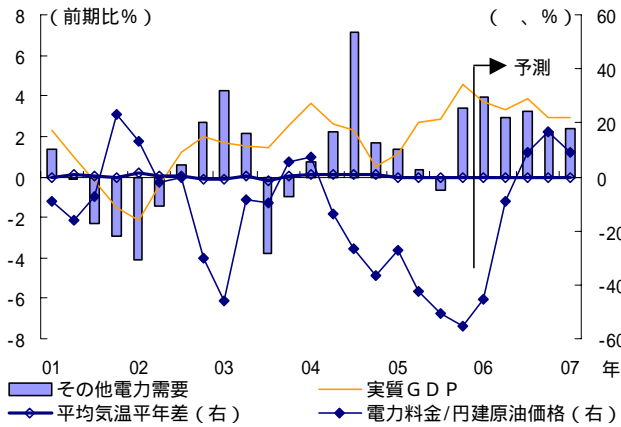 8 （前期比%） （ 、%） 60
6 40
予測
4
2 20
0 0
-2 -20
-4
-6 -40
-8 -60
01 02 03 04 05 06 07 年
その他電力需要 実質ＧＤＰ
平均気温平年差（右） 電力料金/円建原油価格（右）